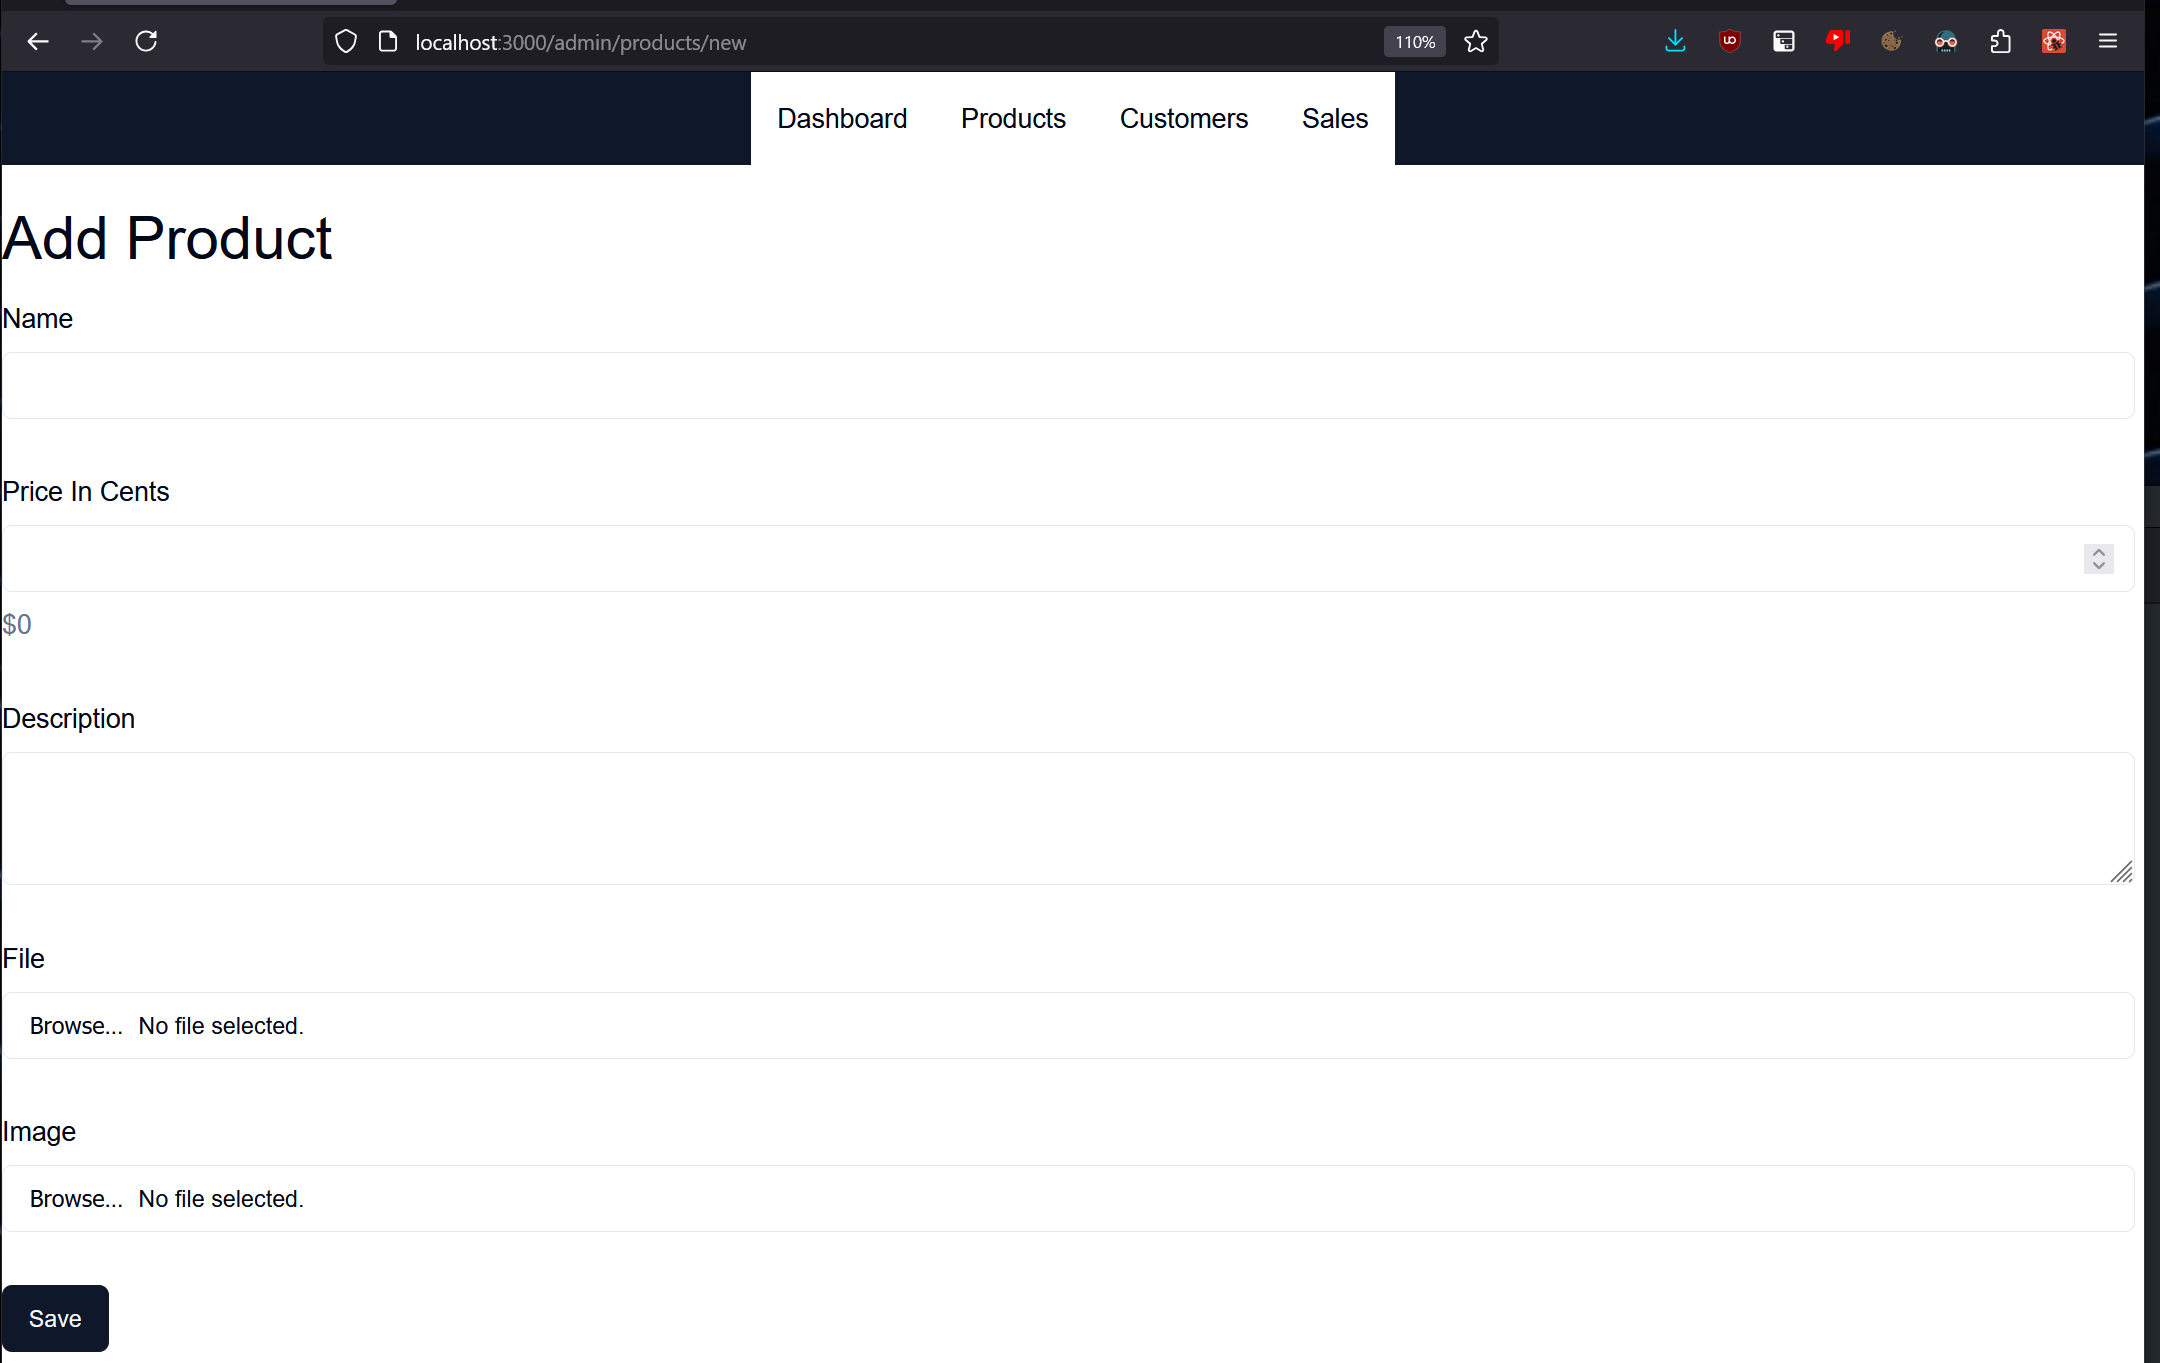 localhost:3000/admin/products/new 110%
Dashboard Products Customers Sales
Add Product
Name
Price In Cents
$0
Description
File
Browse... No file selected.
Image
Browse... No file selected.
Save